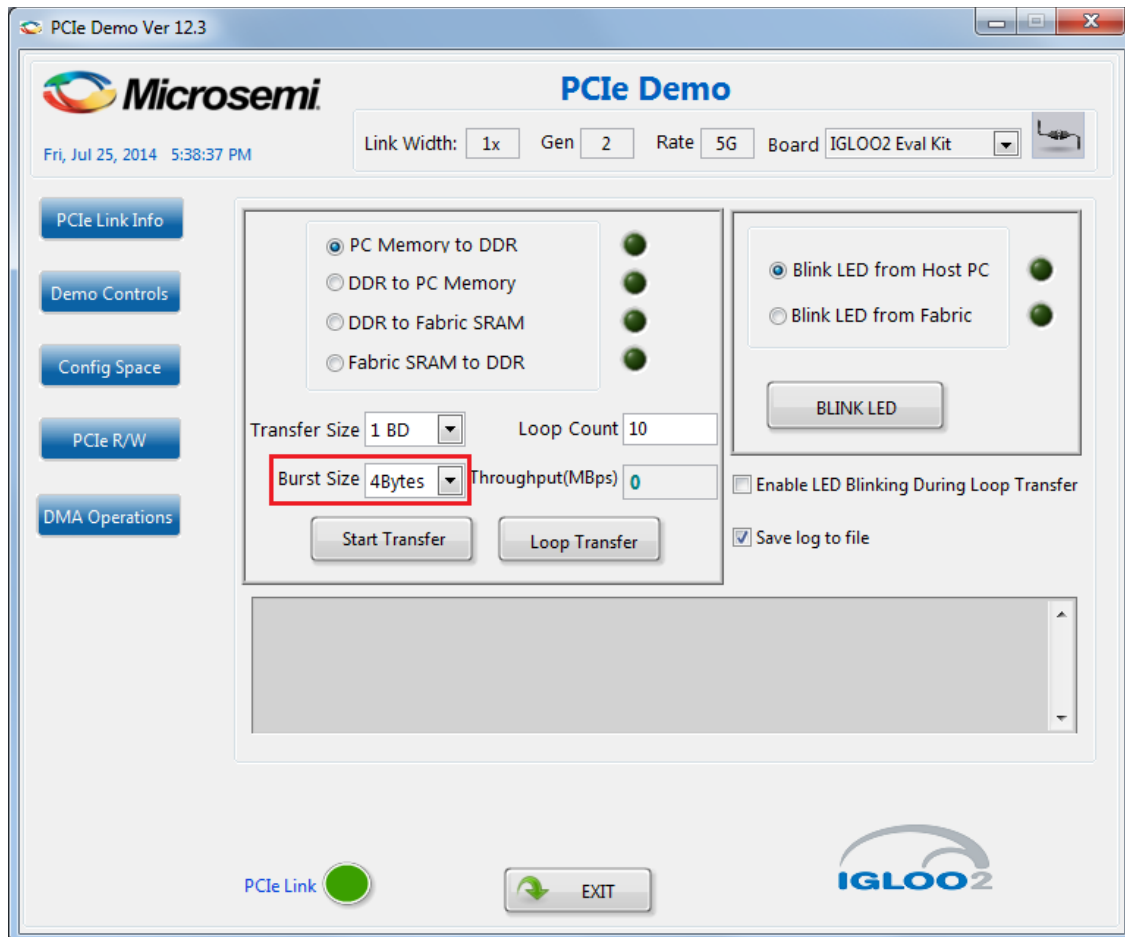 PCIe Demo Ver 12.3
Microsemi.
PCIe Demo
Fri, Jul 25, 2014 5:38:37 PM
Link Width: 1x Gen 2 Rate 5G Board IGLOO2 Eval Kit
PCIe Link Info
Demo Controls
Config Space
PCIe R/W
DMA Operations
PC Memory to DDR
DDR to PC Memory
DDR to Fabric SRAM
Fabric SRAM to DDR
Transfer Size 1 BD Loop Count 10
Burst Size 4Bytes Throughput(MBps) 0
Start Transfer Loop Transfer
Blink LED from Host PC
Blink LED from Fabric
BLINK LED
Enable LED Blinking During Loop Transfer
Save log to file
PCIe Link
EXIT
IGLOO2